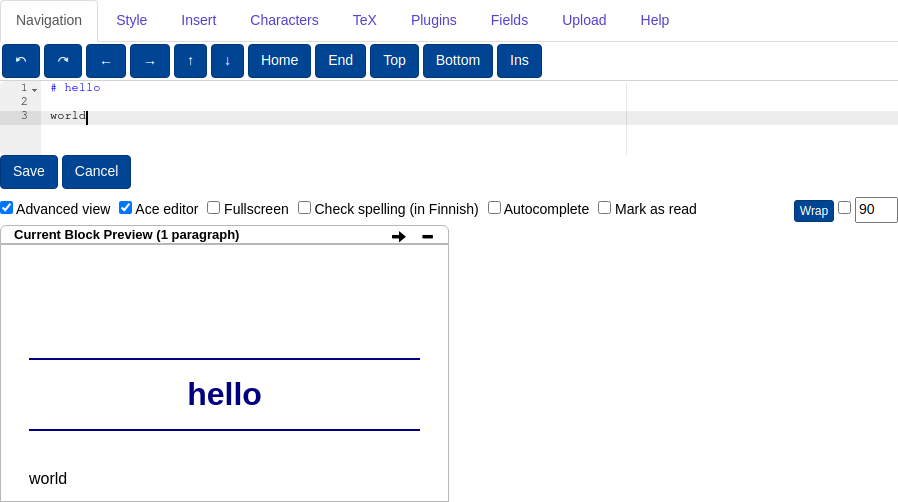 Navigation Style Insert Characters TeX Plugins Fields Upload Help
↶ ↷ ← → ↑ ↓ Home End Top Bottom Ins
1 # hello
2
3 world
Save Cancel
Advanced view Ace editor Fullscreen Check spelling (in Finnish) Autocomplete Mark as read Wrap 90
Current Block Preview (1 paragraph)
hello
world